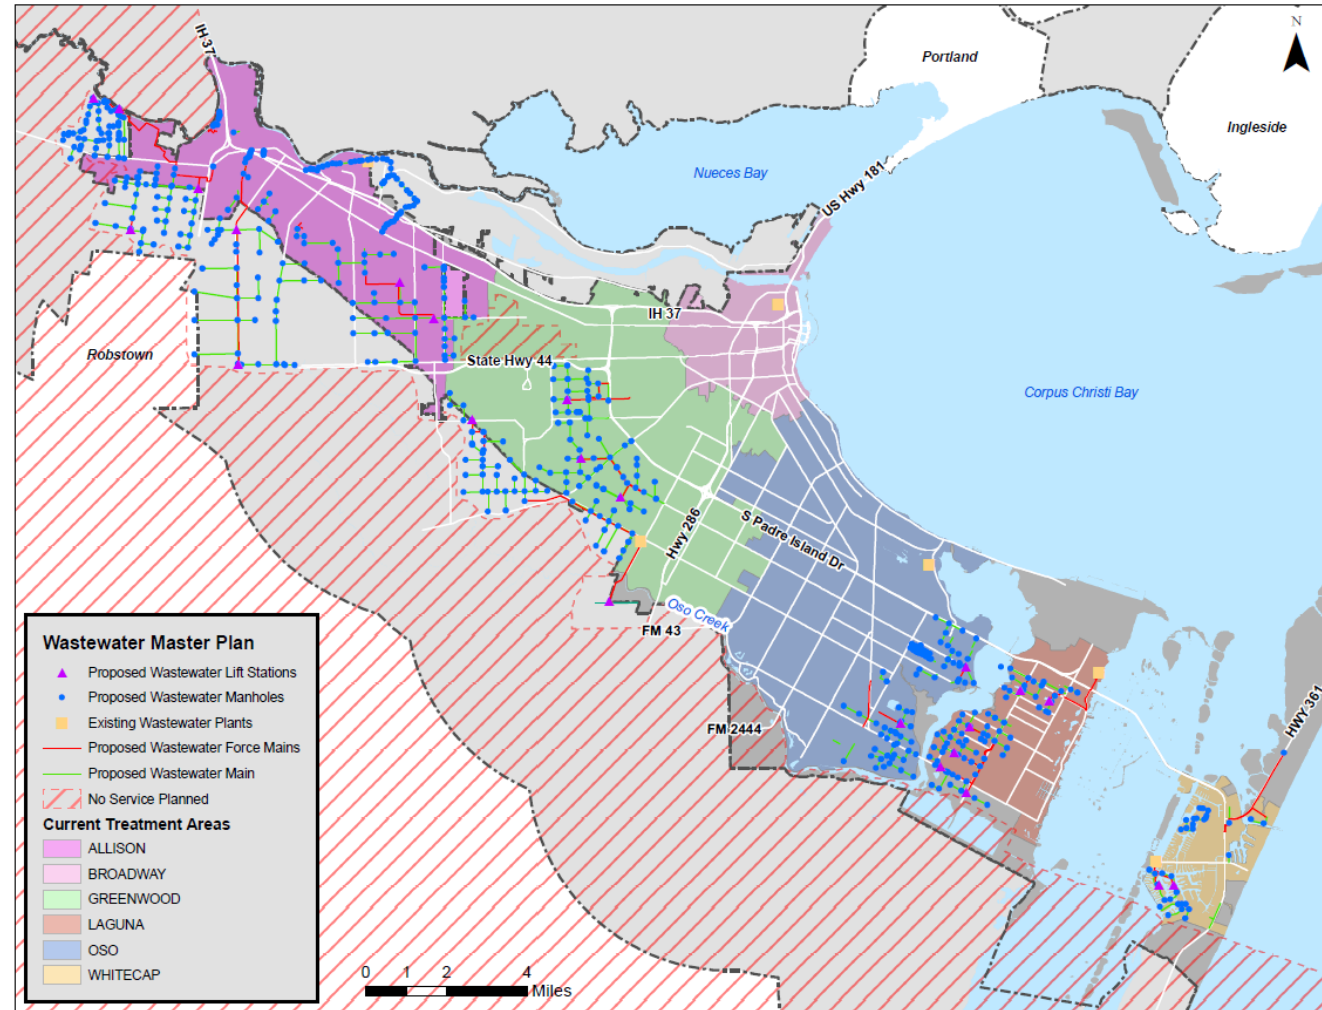 N
IH 37
Portland
Ingleside
Nueces Bay
US Hwy 181
IH 37
Robstown
State Hwy 44
Corpus Christi Bay
S Padre Island Dr
Hwy 286
Oso Creek
FM 43
HWY 361
FM 2444
Wastewater Master Plan
Proposed Wastewater Lift Stations
Proposed Wastewater Manholes
Existing Wastewater Plants
Proposed Wastewater Force Mains
Proposed Wastewater Main
No Service Planned
Current Treatment Areas
ALLISON
BROADWAY
GREENWOOD
LAGUNA
OSO
WHITECAP
0 1 2 4
Miles